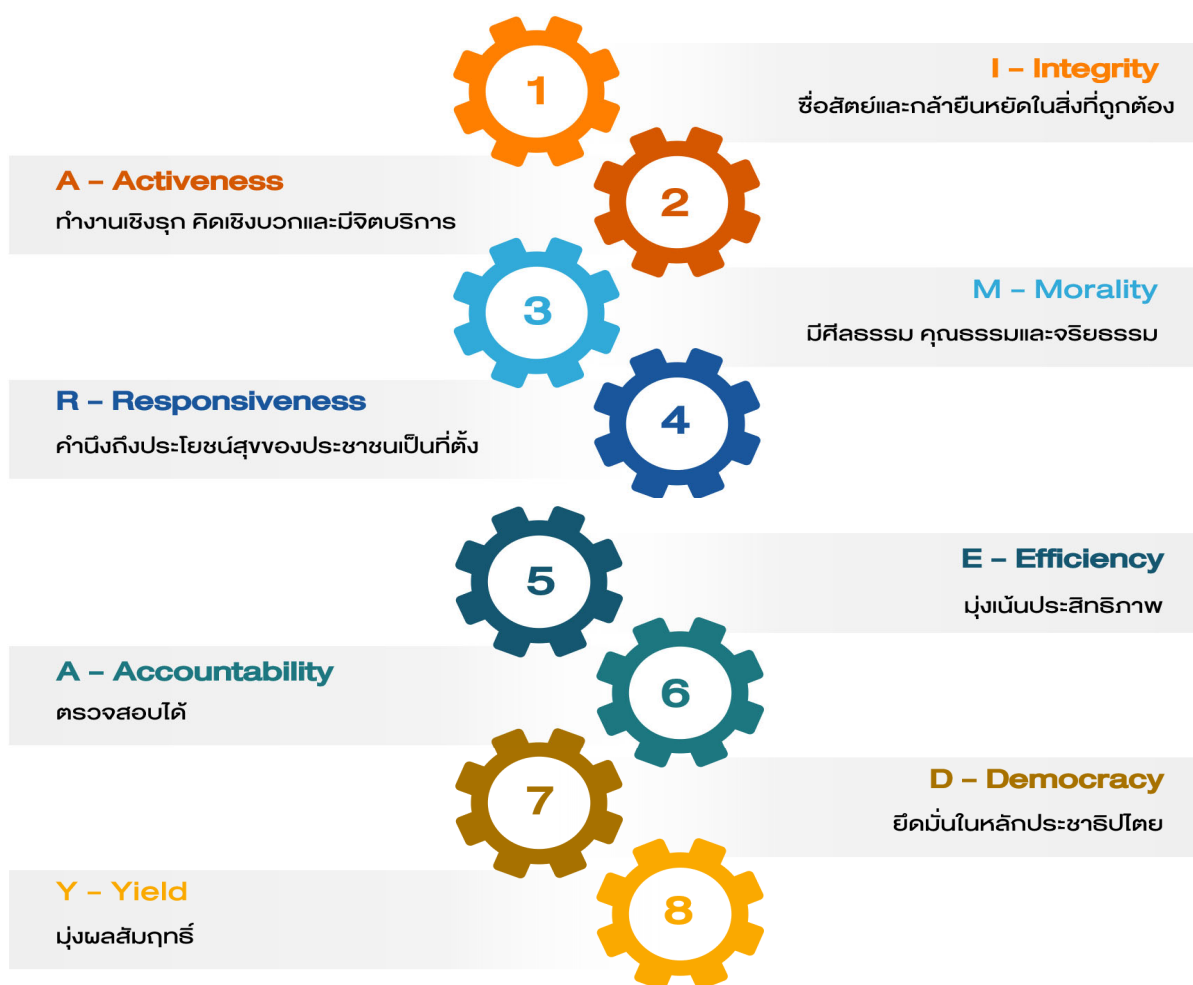 1
I – Integrity
ซื่อสัตย์และกล้ายืนหยัดในสิ่งที่ถูกต้อง
A – Activeness
ทำงานเชิงรุก คิดเชิงบวกและมีจิตบริการ
2
3
M – Morality
มีศีลธรรม คุณธรรมและจริยธรรม
R – Responsiveness
คำนึงถึงประโยชน์สุขของประชาชนเป็นที่ตั้ง
4
5
E – Efficiency
มุ่งเน้นประสิทธิภาพ
A – Accountability
ตรวจสอบได้
6
7
D – Democracy
ยึดมั่นในหลักประชาธิปไตย
Y – Yield
มุ่งผลสัมฤทธิ์
8